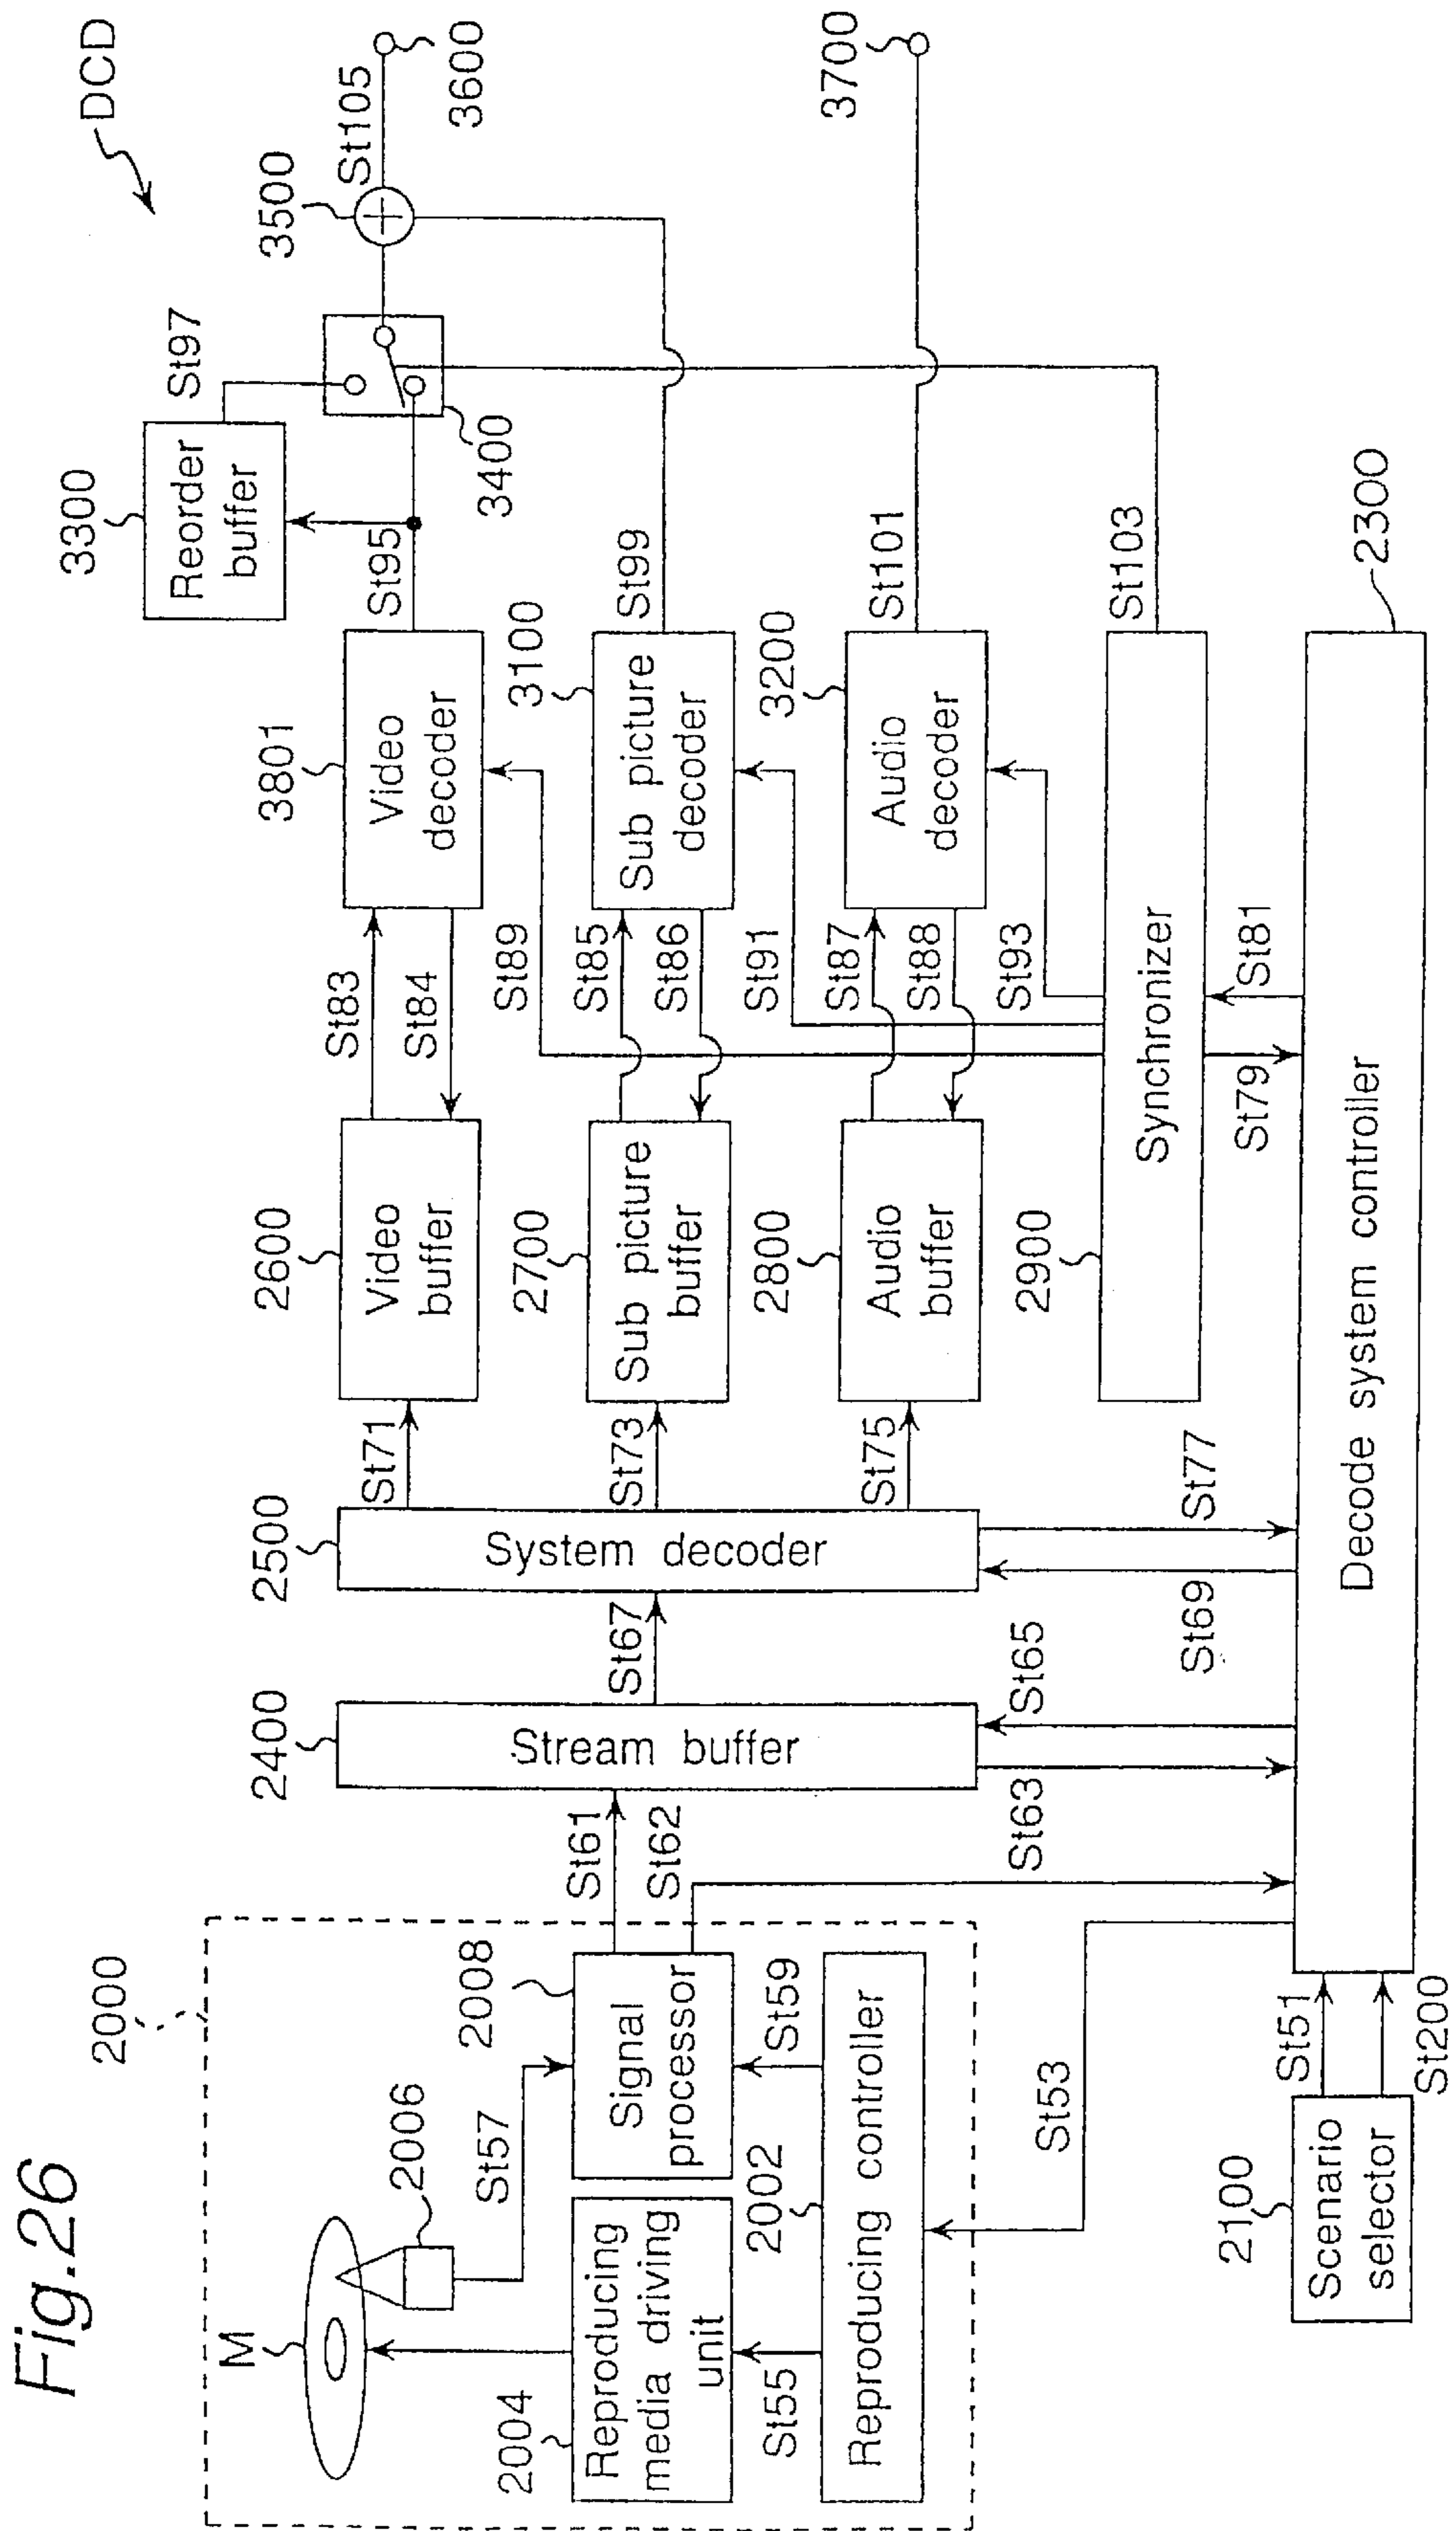 Fig.26
DCD
2000
M
2006
St57
2008
Signal
processor
2004
Reproducing
media driving
unit
2002
St55
St59
Reproducing controller
St53
2100
Scenario
selector
St51
St200
St61
St62
2400
Stream buffer
St63
St65
St67
2500
System decoder
St69
St77
St71
St73
St75
2600
Video
buffer
2700
Sub picture
buffer
2800
Audio
buffer
2900
Synchronizer
St79
St81
2300
Decode system controller
St83
St84
St89
St85
St86
St91
St87
St88
St93
3801
Video
decoder
3100
Sub picture
decoder
3200
Audio
decoder
St95
St99
St101
St103
3300
Reorder
buffer
St97
3400
3500
St105
3600
3700